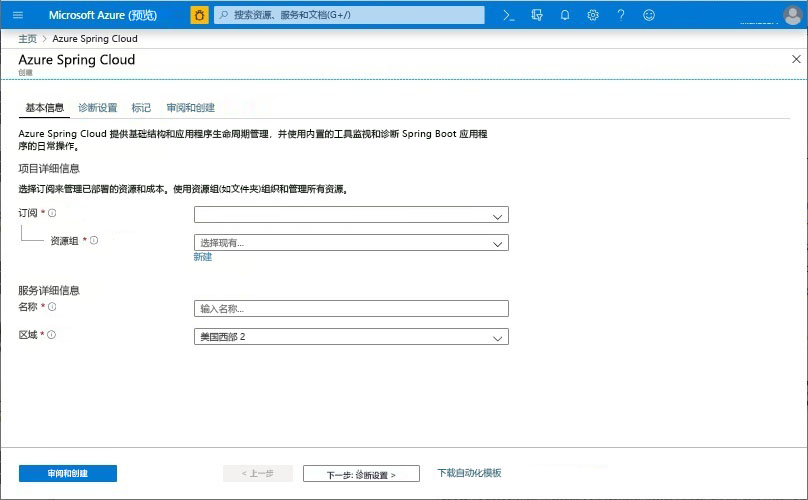 Microsoft Azure (预览)
搜索资源、服务和文档(G+/)
主页 > Azure Spring Cloud
Azure Spring Cloud
创建
基本信息 诊断设置 标记 审阅和创建
Azure Spring Cloud 提供基础结构和应用程序生命周期管理，并使用内置的工具监视和诊断 Spring Boot 应用程
序的日常操作。
项目详细信息
选择订阅来管理已部署的资源和成本。使用资源组(如文件夹)组织和管理所有资源。
订阅 *
资源组 *
选择现有...
新建
服务详细信息
名称 *
输入名称...
区域 *
美国西部 2
审阅和创建
< 上一步
下一步: 诊断设置 >
下载自动化模板